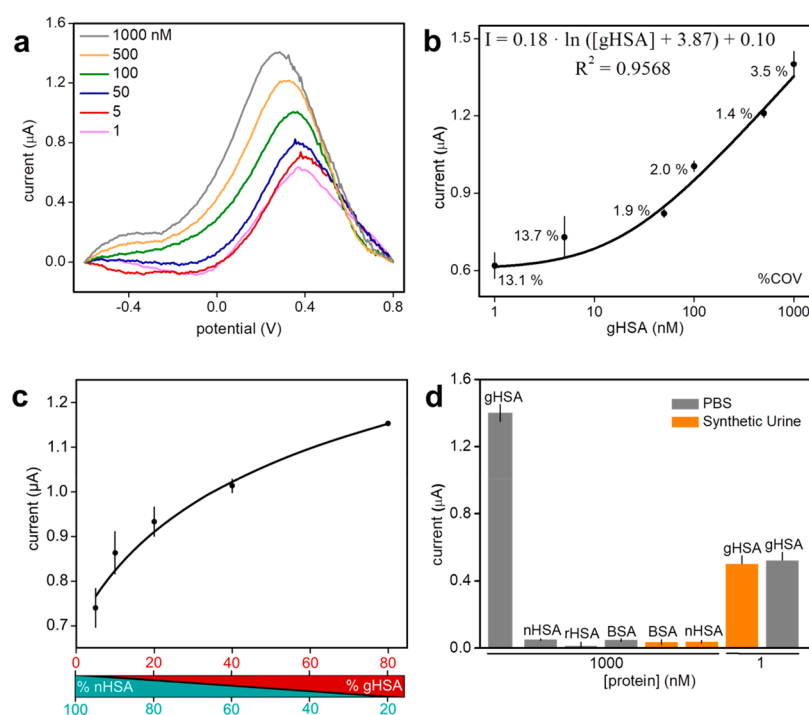 a
1000 nM
500
100
50
5
1
1.6
1.2
0.8
0.4
0.0
-0.4
0.0
0.4
0.8
current (µA)
potential (V)
b
I = 0.18 · ln ([gHSA] + 3.87) + 0.10
R² = 0.9568
1.5
1.2
0.9
0.6
13.1 %
13.7 %
1.9 %
2.0 %
1.4 %
3.5 %
%COV
1
10
100
1000
current (µA)
gHSA (nM)
c
1.2
1.1
1.0
0.9
0.8
0.7
current (µA)
0
20
40
60
80
% nHSA
% gHSA
100
80
60
40
20
d
1.6
1.2
0.8
0.4
0.0
current (µA)
PBS
Synthetic Urine
gHSA
nHSA
rHSA
BSA
BSA
nHSA
gHSA
gHSA
1000
1
[protein] (nM)